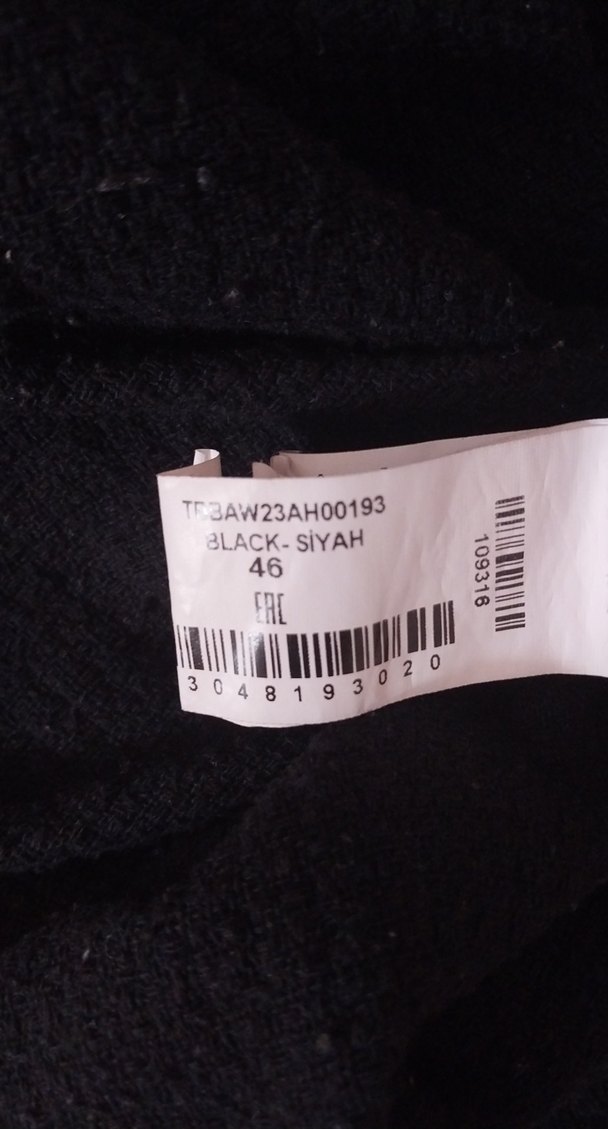 TBBAW23AH00193
BLACK- SİYAH
46
EAC
3048193020
109316